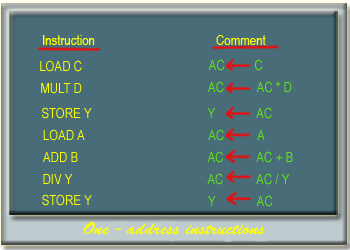 Instruction Comment
LOAD C AC ← C
MULT D AC ← AC * D
STORE Y Y ← AC
LOAD A AC ← A
ADD B AC ← AC + B
DIV Y AC ← AC / Y
STORE Y Y ← AC
One - address instructions